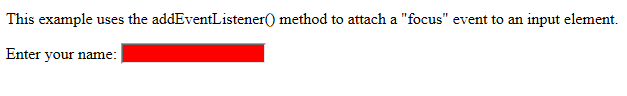 This example uses the addEventListener() method to attach a "focus" event to an input element.
Enter your name: